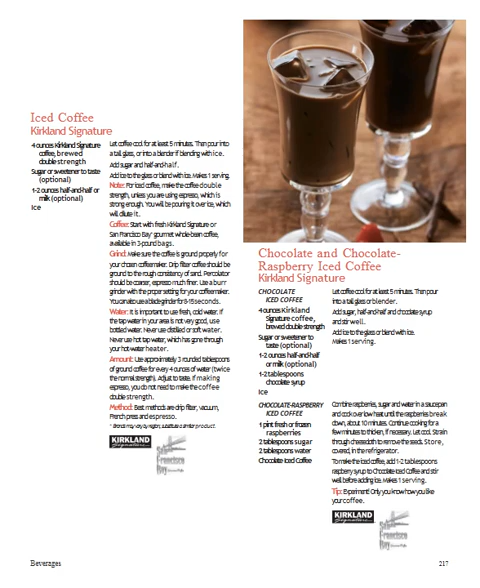 Iced Coffee
Kirkland Signature
4 ounces Kirkland Signature
coffee, brewed
double strength
Sugar or sweetener to taste
(optional)
1-2 ounces half-and-half or
milk (optional)
Ice
Let coffee cool for at least 5 minutes. Then pour into
a tall glass, or into a blender if blending with ice.
Add sugar and half-and-half.
Add ice to the glass or blend with ice. Makes 1 serving.
Note: For iced coffee, make the coffee double
strength, unless you are using espresso, which is
strong enough. You will be pouring it over ice, which
will dilute it.
Coffee: Start with fresh Kirkland Signature or
San Francisco Bay* gourmet whole-bean coffee,
available in 3-pound bags.
Grind: Make sure the coffee is ground properly for
your chosen coffeemaker. Drip filter coffee should be
ground to the rough consistency of sand. Percolator
should be coarser, espresso much finer. Use a burr
grinder with the proper setting for your coffeemaker.
You can also use a blade grinder for 8-15 seconds.
Water: It is important to use fresh, cold water. If
the tap water in your area is not very good, use
bottled water. Never use distilled or soft water.
Never use hot tap water, which has gone through
your hot-water heater.
Amount: Use approximately 3 rounded tablespoons
of ground coffee for every 4 ounces of water (twice
the normal strength). Adjust to taste. If making
espresso, you do not need to make the coffee
double strength.
Method: Best methods are drip filter, vacuum,
French press and espresso.
* Brands may vary by region; substitute a similar product.
KIRKLAND
Signature
San
Francisco
Bay
Chocolate and Chocolate-
Raspberry Iced Coffee
Kirkland Signature
CHOCOLATE
ICED COFFEE
4 ounces Kirkland
Signature coffee,
brewed double strength
Sugar or sweetener to
taste (optional)
1-2 ounces half-and-half
or milk (optional)
1-2 tablespoons
chocolate syrup
Ice
Let coffee cool for at least 5 minutes. Then pour
into a tall glass or blender.
Add sugar, half-and-half and chocolate syrup
and stir well.
Add ice to the glass or blend with ice.
Makes 1 serving.
CHOCOLATE-RASPBERRY
ICED COFFEE
1 pint fresh or frozen
raspberries
2 tablespoons sugar
2 tablespoons water
Chocolate Iced Coffee
Combine raspberries, sugar and water in a saucepan
and cook over low heat until the raspberries break
down, about 10 minutes. Continue cooking for a
few minutes to thicken, if necessary. Let cool. Strain
through cheesecloth to remove the seeds. Store,
covered, in the refrigerator.
To make the iced coffee, add 1-2 tablespoons
raspberry syrup to Chocolate Iced Coffee and stir
well before adding ice. Makes 1 serving.
Tip: Experiment! Only you know how you like
your coffee.
KIRKLAND
Signature
San
Francisco
Bay
Beverages
217